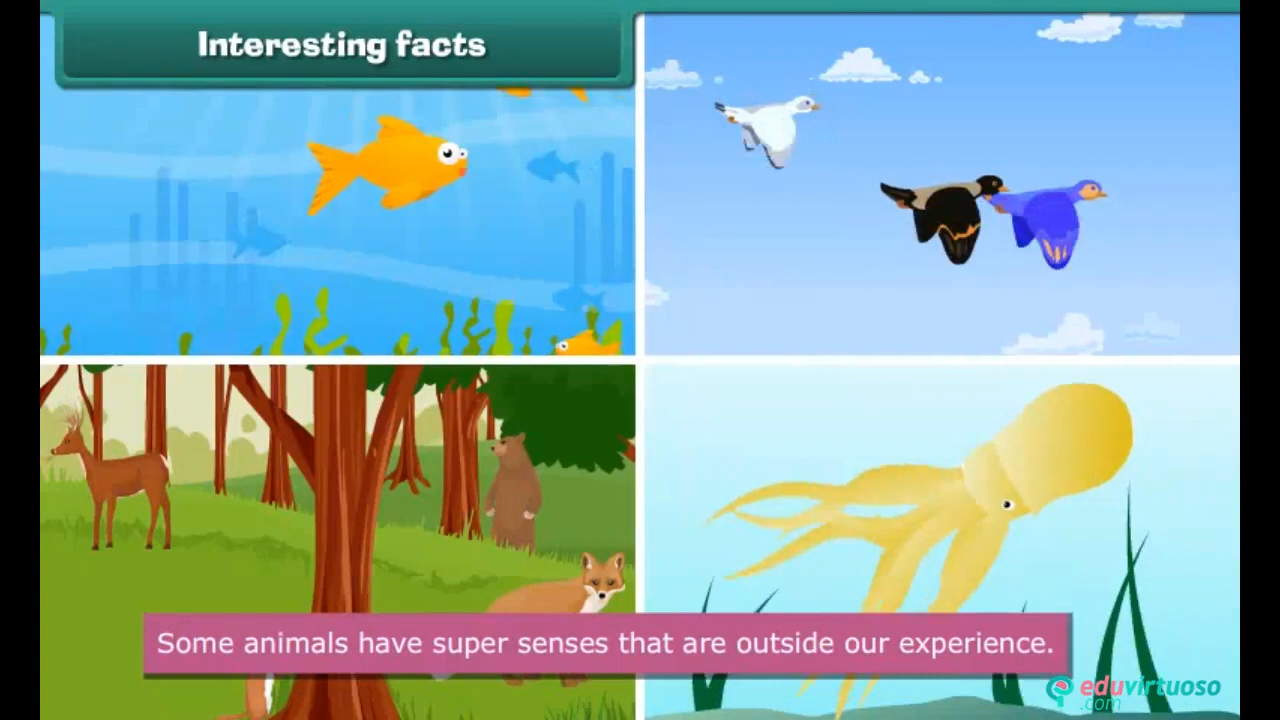 Interesting facts
Some animals have super senses that are outside our experience.
eduvirtuoso
.com